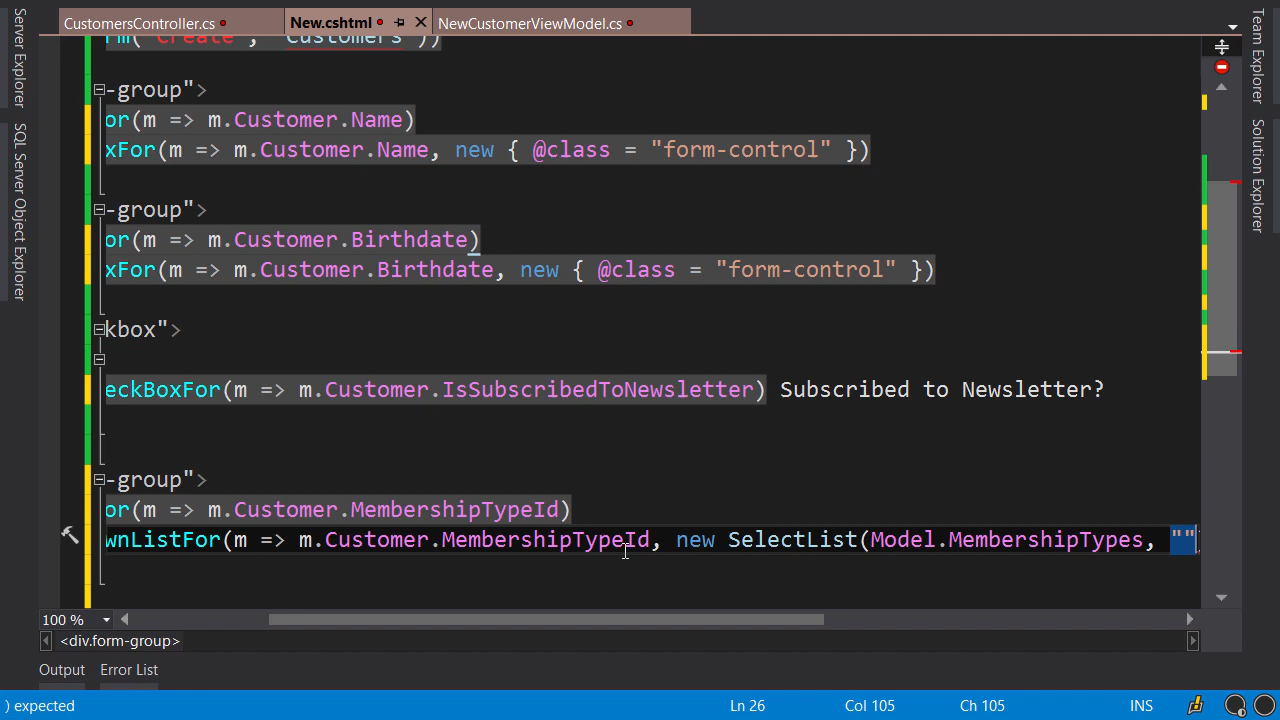 CustomersController.cs
New.cshtml
NewCustomerViewModel.cs
Server Explorer
SQL Server Object Explorer
Team Explorer
Solution Explorer
rm("Create", "Customers"))
-group">
or(m => m.Customer.Name)
xFor(m => m.Customer.Name, new { @class = "form-control" })
-group">
or(m => m.Customer.Birthdate)
xFor(m => m.Customer.Birthdate, new { @class = "form-control" })
kbox">
eckBoxFor(m => m.Customer.IsSubscribedToNewsletter) Subscribed to Newsletter?
-group">
or(m => m.Customer.MembershipTypeId)
wnListFor(m => m.Customer.MembershipTypeId, new SelectList(Model.MembershipTypes, ""
100 %
<div.form-group>
Output Error List
) expected Ln 26 Col 105 Ch 105 INS